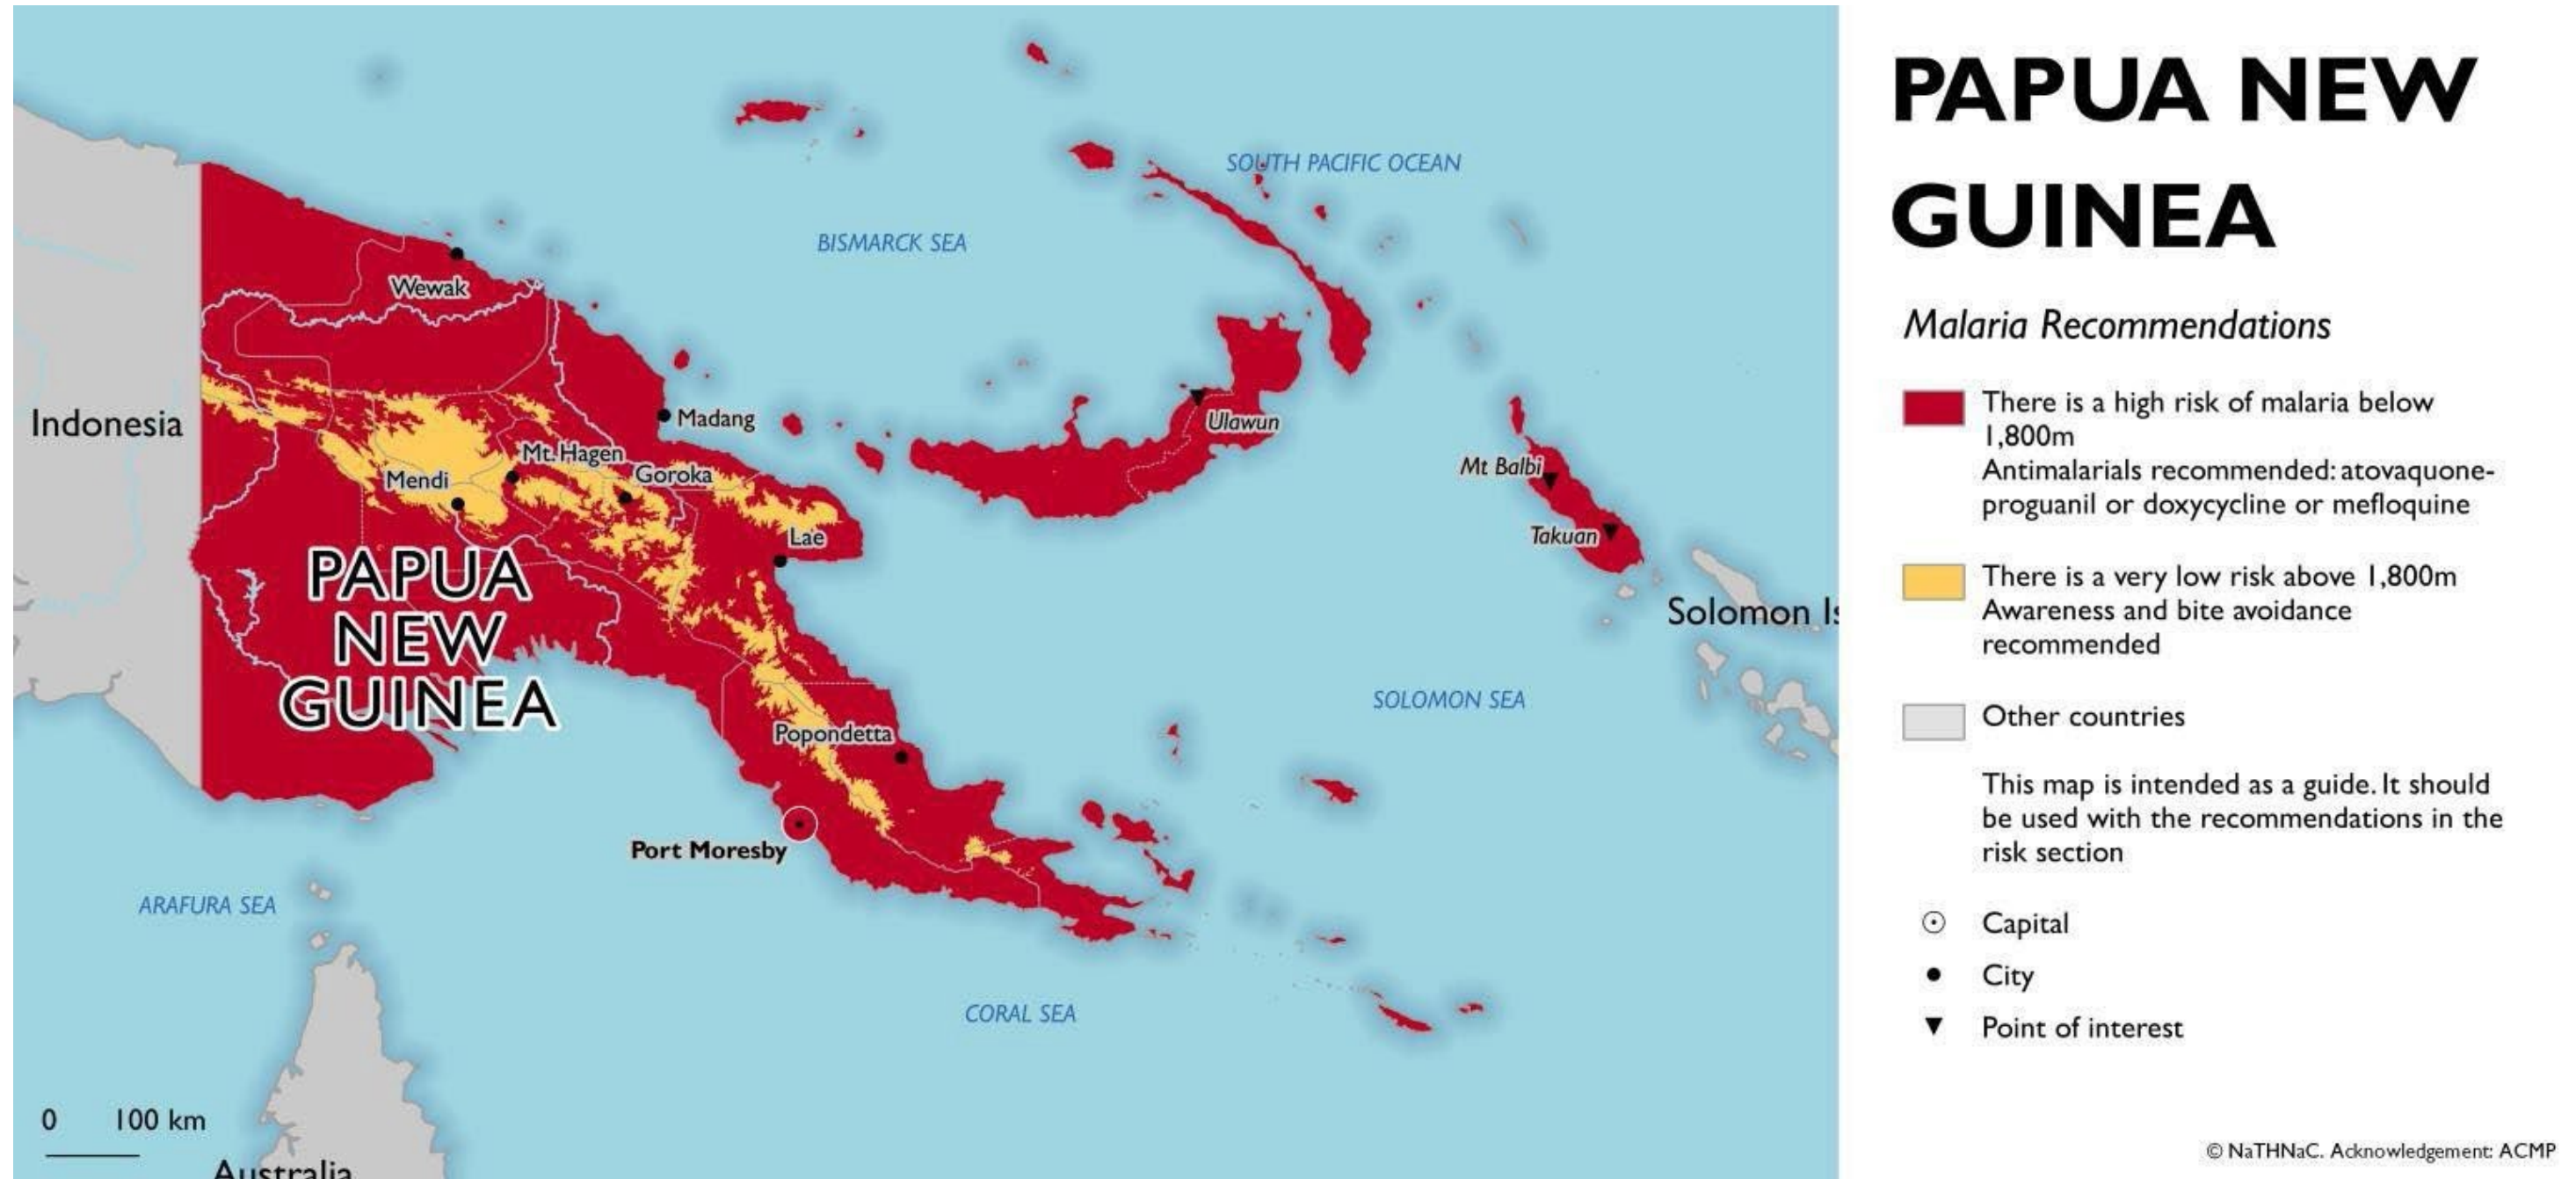 PAPUA NEW
GUINEA
Malaria Recommendations
There is a high risk of malaria below
1,800m
Antimalarials recommended: atovaquone-
proguanil or doxycycline or mefloquine
There is a very low risk above 1,800m
Awareness and bite avoidance
recommended
Other countries
This map is intended as a guide. It should
be used with the recommendations in the
risk section
Capital
City
Point of interest
© NaTHNaC. Acknowledgement: ACMP
SOUTH PACIFIC OCEAN
BISMARCK SEA
Wewak
Indonesia
Madang
Ulawun
Mt. Hagen
Goroka
Mendi
Mt Balbi
Takuan
Lae
PAPUA
NEW
GUINEA
Solomon Is
SOLOMON SEA
Popondetta
Port Moresby
ARAFURA SEA
CORAL SEA
0 100 km
Australia